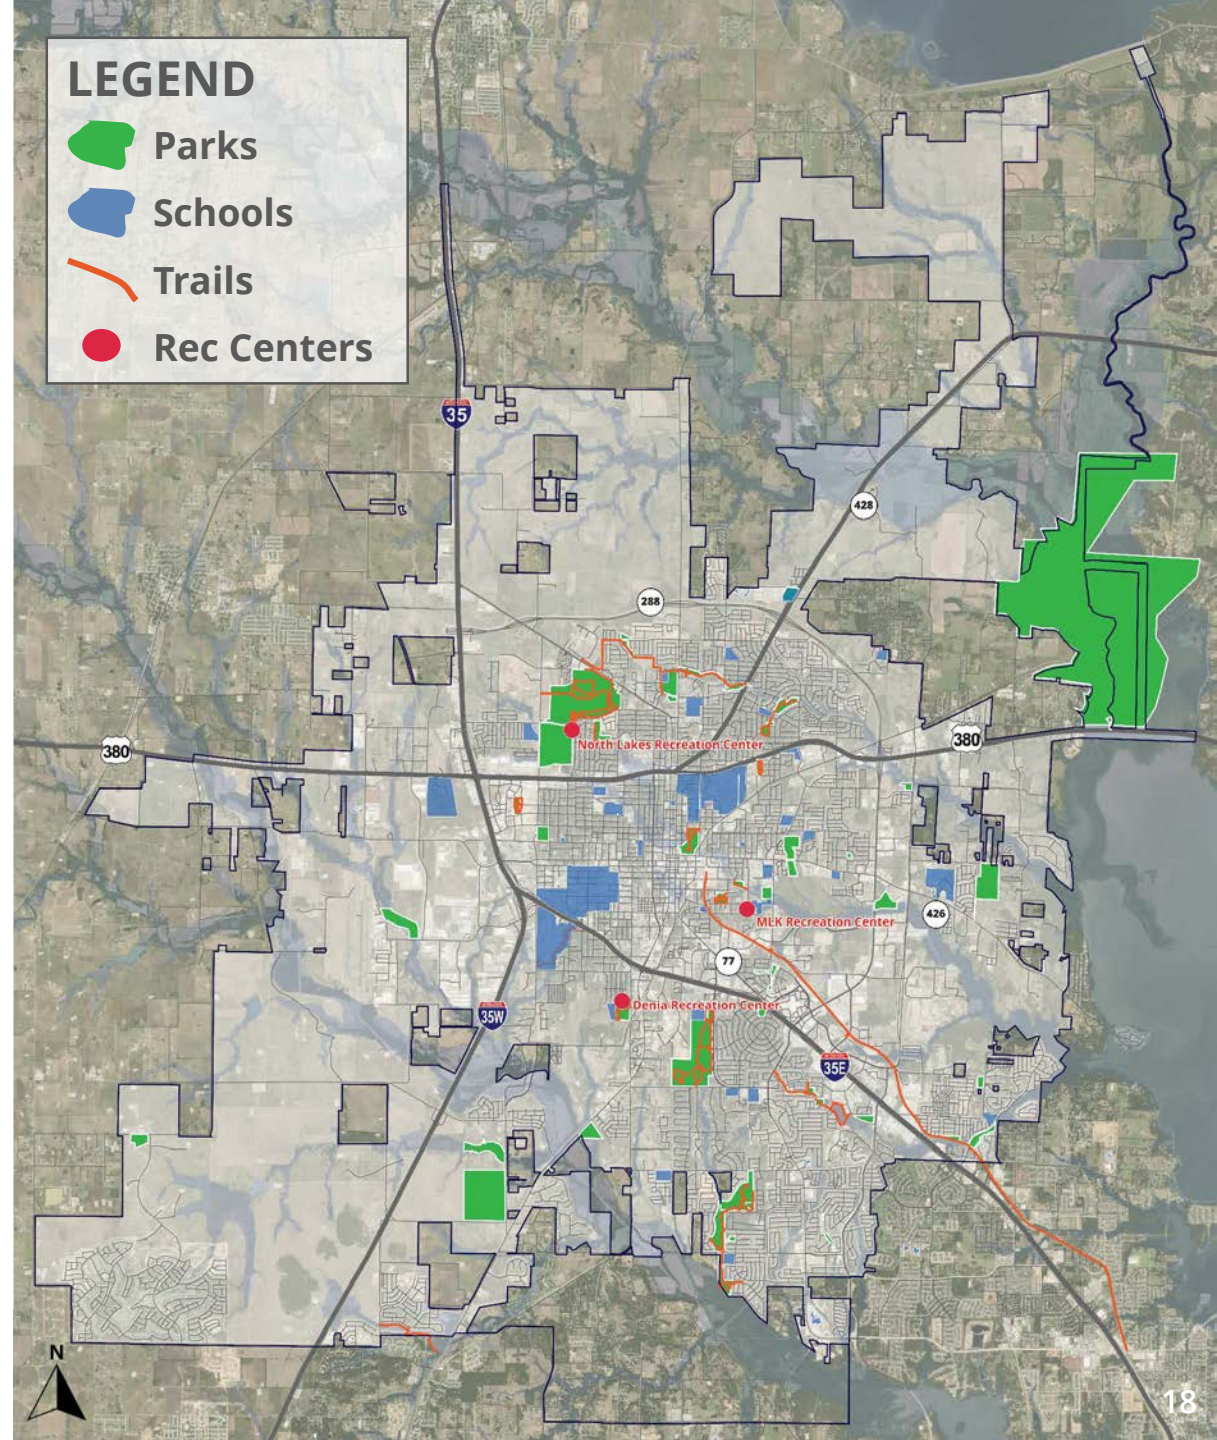 LEGEND
Parks
Schools
Trails
Rec Centers
35
428
288
380
380
North Lakes Recreation Center
426
MLK Recreation Center
77
Denia Recreation Center
35W
35E
N
18